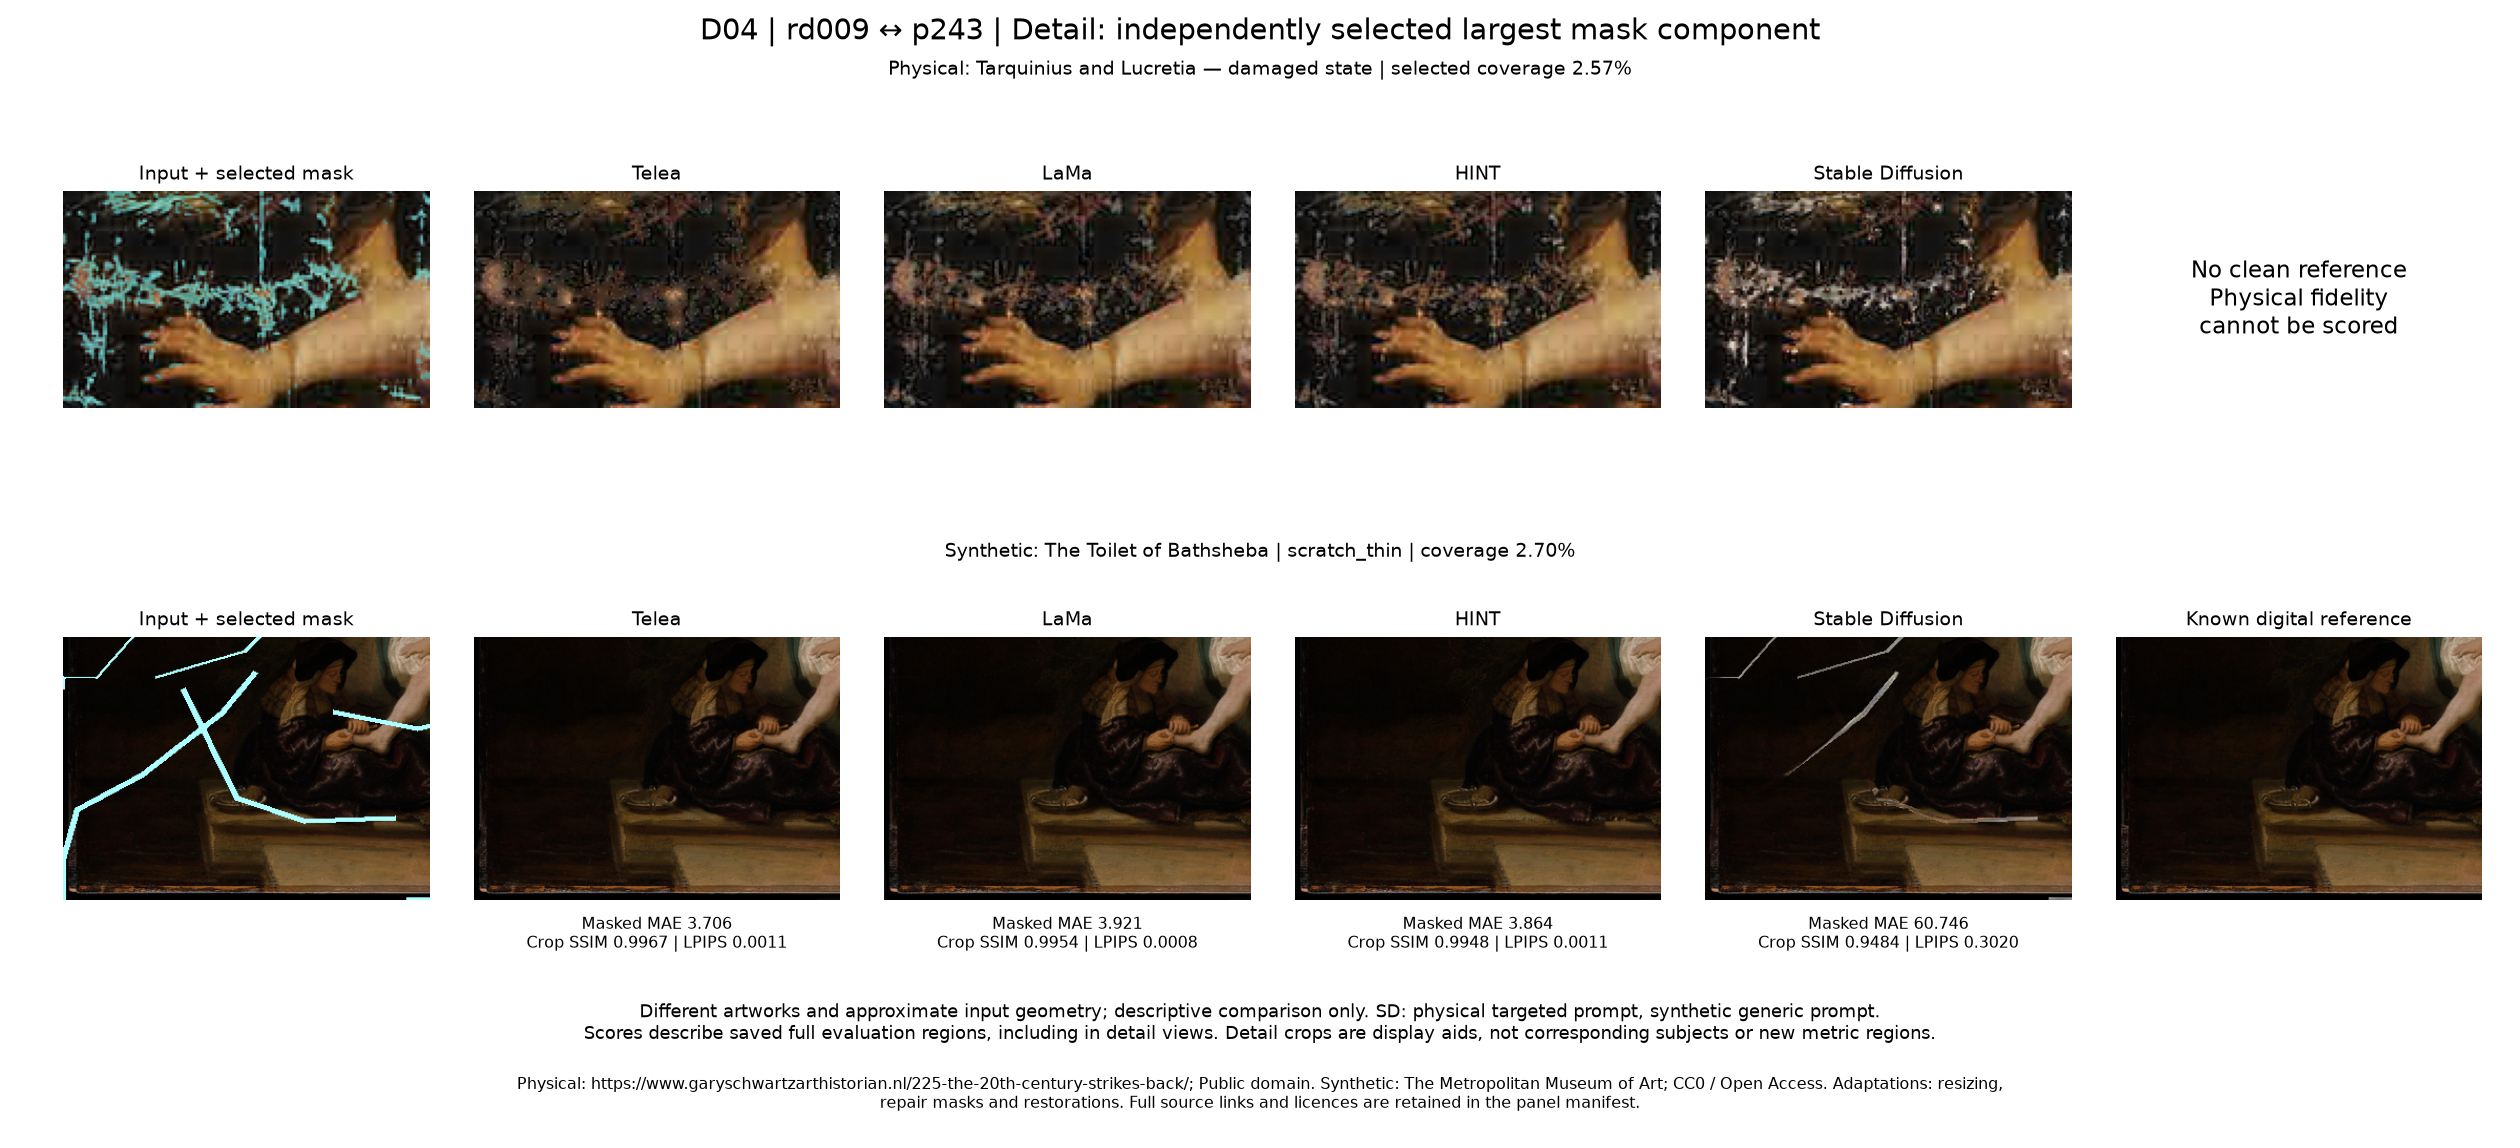 D04 | rd009 ↔ p243 | Detail: independently selected largest mask component
Physical: Tarquinius and Lucretia — damaged state | selected coverage 2.57%
Input + selected mask
Telea
LaMa
HINT
Stable Diffusion
No clean reference
Physical fidelity
cannot be scored
Synthetic: The Toilet of Bathsheba | scratch_thin | coverage 2.70%
Input + selected mask
Telea
LaMa
HINT
Stable Diffusion
Known digital reference
Masked MAE 3.706
Crop SSIM 0.9967 | LPIPS 0.0011
Masked MAE 3.921
Crop SSIM 0.9954 | LPIPS 0.0008
Masked MAE 3.864
Crop SSIM 0.9948 | LPIPS 0.0011
Masked MAE 60.746
Crop SSIM 0.9484 | LPIPS 0.3020
Different artworks and approximate input geometry; descriptive comparison only. SD: physical targeted prompt, synthetic generic prompt.
Scores describe saved full evaluation regions, including in detail views. Detail crops are display aids, not corresponding subjects or new metric regions.
Physical: https://www.garyschwartzarthistorian.nl/225-the-20th-century-strikes-back/; Public domain. Synthetic: The Metropolitan Museum of Art; CC0 / Open Access. Adaptations: resizing,
repair masks and restorations. Full source links and licences are retained in the panel manifest.